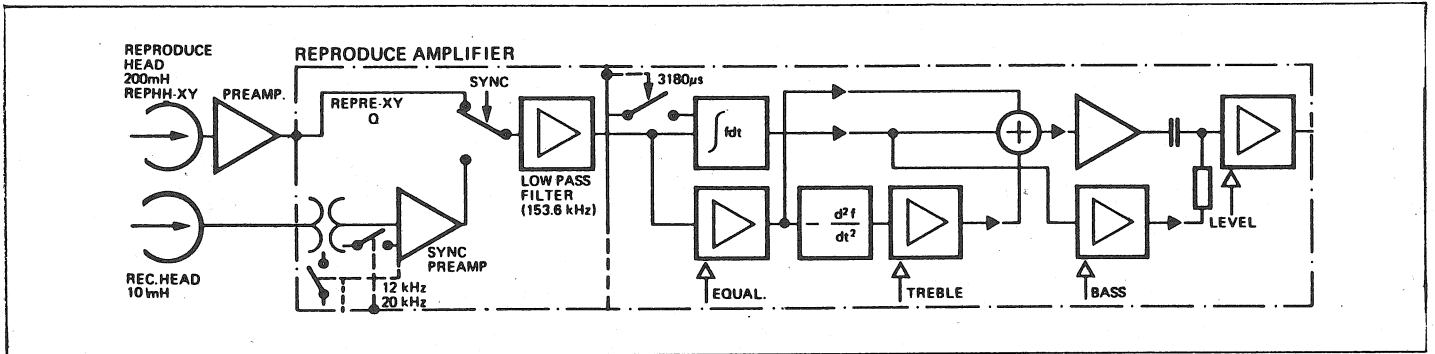 REPRODUCE
HEAD
200mH
REPHH-XY
PREAMP.
REPRODUCE AMPLIFIER
REPRE-XY
Q
SYNC
LOW PASS
FILTER
(153.6 kHz)
3180µs
∫fdt
SYNC
PREAMP
REC.HEAD
10 1mH
12 kHz
20 kHz
EQUAL.
- d²f
dt²
TREBLE
BASS
LEVEL
+